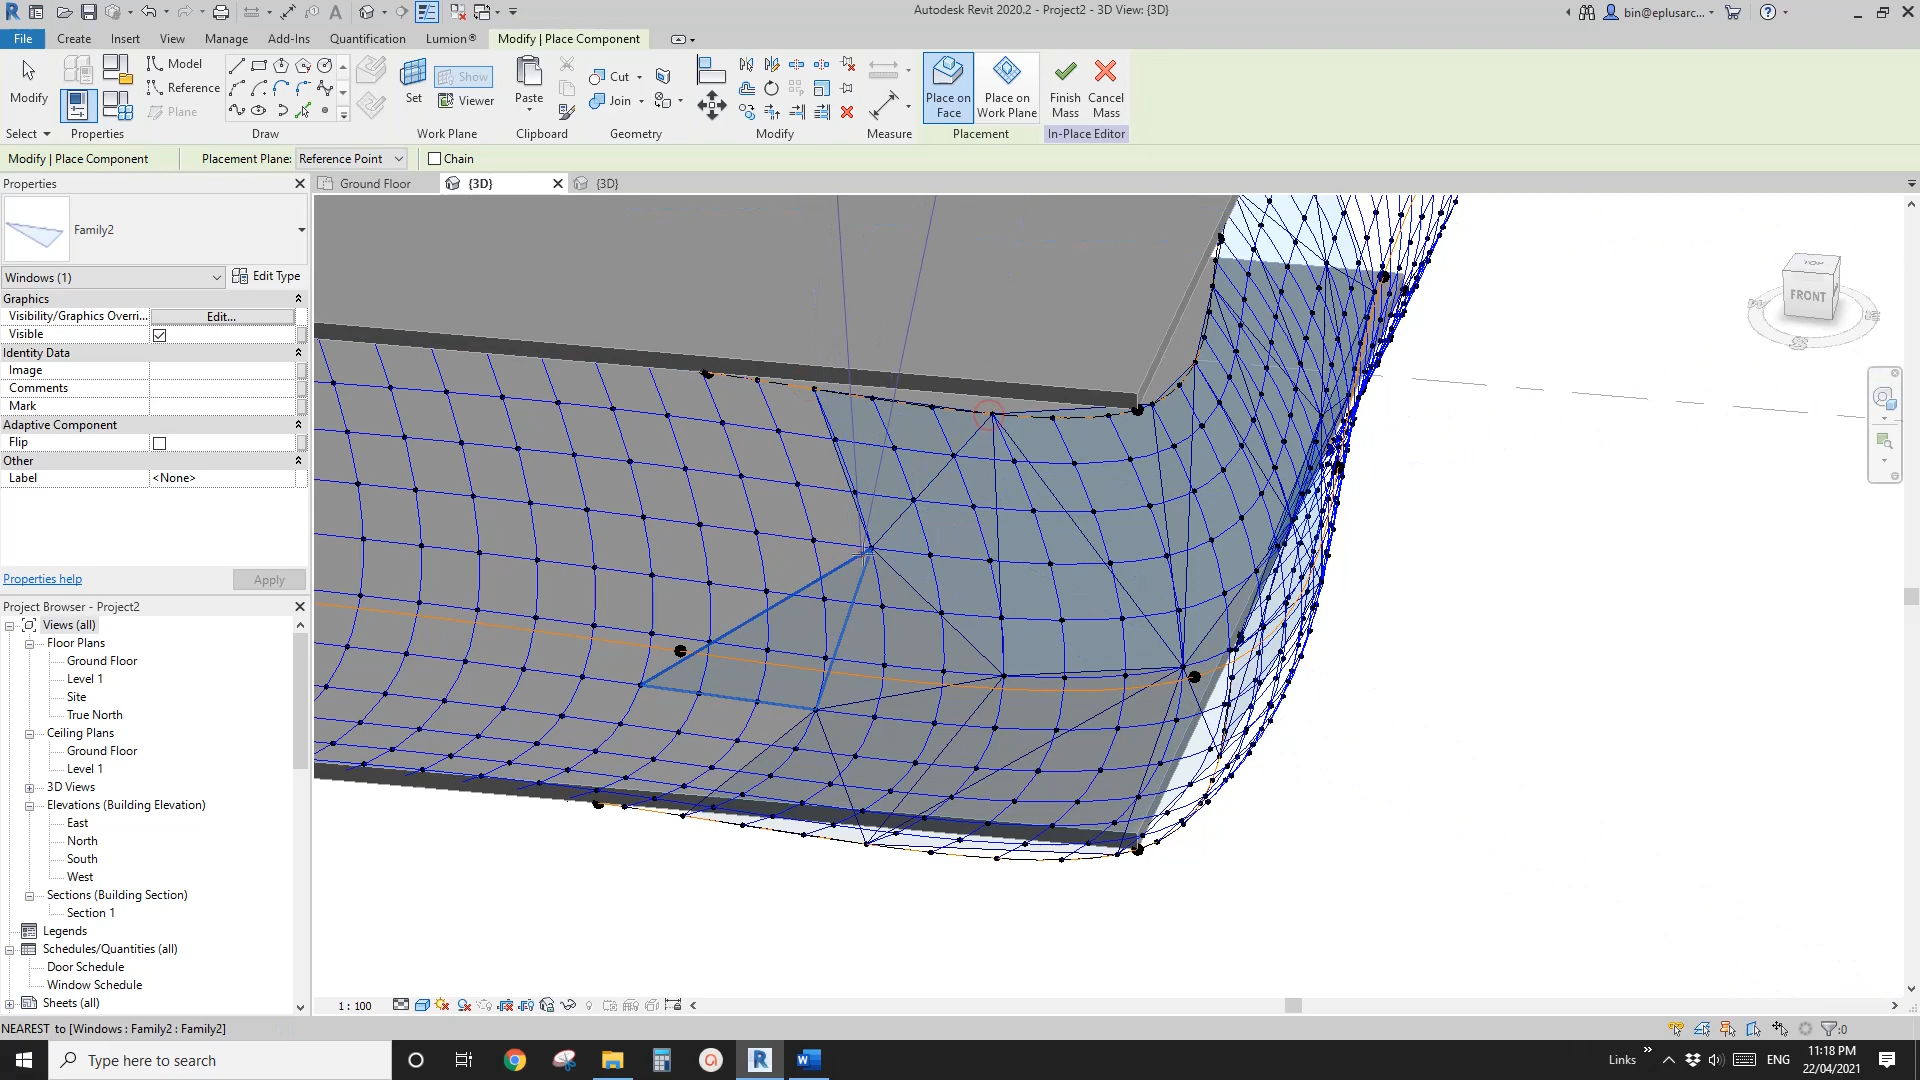 Autodesk Revit 2020.2 - Project2 - 3D View: {3D}
bin@eplusarc...
File Create Insert View Manage Add-Ins Quantification Lumion® Modify | Place Component
Modify
Model
Reference
Plane
Set
Show
Viewer
Paste
Cut
Join
Place on Face
Place on Work Plane
Finish Mass
Cancel Mass
Select Properties Draw Work Plane Clipboard Geometry Modify Measure Placement In-Place Editor
Modify | Place Component Placement Plane: Reference Point Chain
Properties
Ground Floor {3D} {3D}
Family2
Windows (1) Edit Type
Graphics
Visibility/Graphics Overri... Edit...
Visible
Identity Data
Image
Comments
Mark
Adaptive Component
Flip
Other
Label <None>
Properties help Apply
TOP
FRONT
Project Browser - Project2
Views (all)
Floor Plans
Ground Floor
Level 1
Site
True North
Ceiling Plans
Ground Floor
Level 1
3D Views
Elevations (Building Elevation)
East
North
South
West
Sections (Building Section)
Section 1
Legends
Schedules/Quantities (all)
Door Schedule
Window Schedule
Sheets (all)
1 : 100
NEAREST to [Windows : Family2 : Family2]
:0
Type here to search
Links
ENG
11:18 PM
22/04/2021